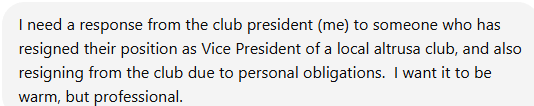 I need a response from the club president (me) to someone who has
resigned their position as Vice President of a local altrusa club, and also
resigning from the club due to personal obligations.  I want it to be
warm, but professional.